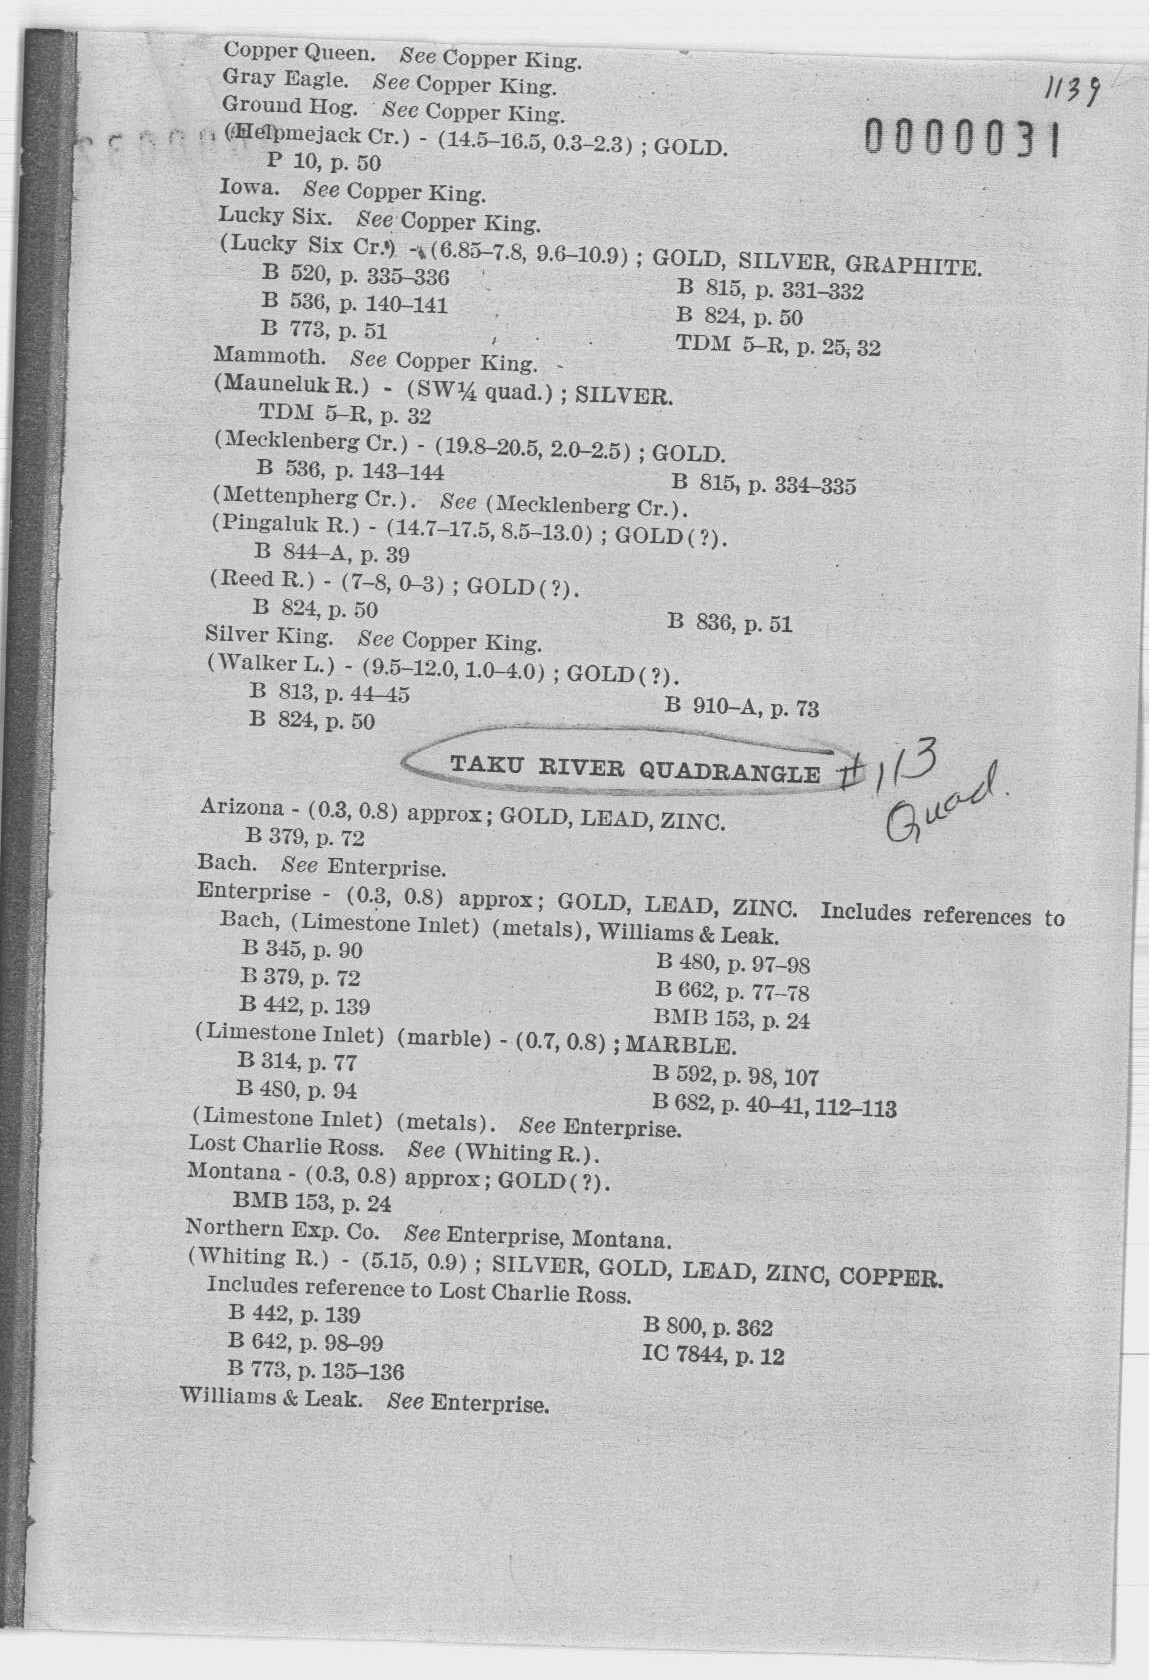 1139
0000031
Copper Queen. See Copper King.
Gray Eagle. See Copper King.
Ground Hog. See Copper King.
(Helpmejack Cr.) - (14.5–16.5, 0.3–2.3) ; GOLD.
P 10, p. 50
Iowa. See Copper King.
Lucky Six. See Copper King.
(Lucky Six Cr.) - (6.85–7.8, 9.6–10.9) ; GOLD, SILVER, GRAPHITE.
B 520, p. 335–336 B 815, p. 331–332
B 536, p. 140–141 B 824, p. 50
B 773, p. 51 TDM 5–R, p. 25, 32
Mammoth. See Copper King.
(Mauneluk R.) - (SW¼ quad.) ; SILVER.
TDM 5–R, p. 32
(Mecklenberg Cr.) - (19.8–20.5, 2.0–2.5) ; GOLD.
B 536, p. 143–144 B 815, p. 334–335
(Mettenpherg Cr.). See (Mecklenberg Cr.).
(Pingaluk R.) - (14.7–17.5, 8.5–13.0) ; GOLD(?).
B 844–A, p. 39
(Reed R.) - (7–8, 0–3) ; GOLD(?).
B 824, p. 50 B 836, p. 51
Silver King. See Copper King.
(Walker L.) - (9.5–12.0, 1.0–4.0) ; GOLD(?).
B 813, p. 44–45 B 910–A, p. 73
B 824, p. 50
TAKU RIVER QUADRANGLE #113
Quad.
Arizona - (0.3, 0.8) approx; GOLD, LEAD, ZINC.
B 379, p. 72
Bach. See Enterprise.
Enterprise - (0.3, 0.8) approx; GOLD, LEAD, ZINC. Includes references to
Bach, (Limestone Inlet) (metals), Williams & Leak.
B 345, p. 90 B 480, p. 97–98
B 379, p. 72 B 662, p. 77–78
B 442, p. 139 BMB 153, p. 24
(Limestone Inlet) (marble) - (0.7, 0.8) ; MARBLE.
B 314, p. 77 B 592, p. 98, 107
B 480, p. 94 B 682, p. 40–41, 112–113
(Limestone Inlet) (metals). See Enterprise.
Lost Charlie Ross. See (Whiting R.).
Montana - (0.3, 0.8) approx; GOLD(?).
BMB 153, p. 24
Northern Exp. Co. See Enterprise, Montana.
(Whiting R.) - (5.15, 0.9) ; SILVER, GOLD, LEAD, ZINC, COPPER.
Includes reference to Lost Charlie Ross.
B 442, p. 139 B 800, p. 362
B 642, p. 98–99 IC 7844, p. 12
B 773, p. 135–136
Williams & Leak. See Enterprise.